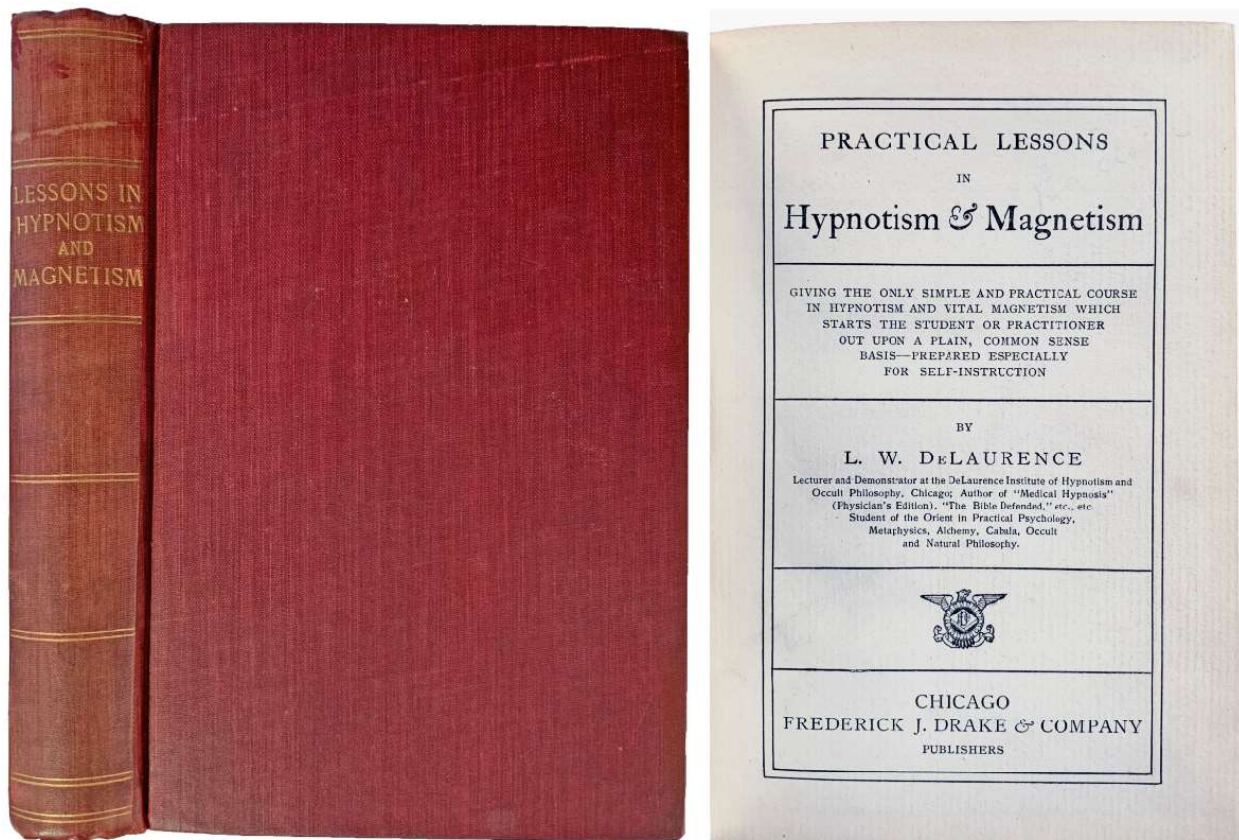 LESSONS IN
HYPNOTISM
AND
MAGNETISM
PRACTICAL LESSONS
IN
Hypnotism & Magnetism
GIVING THE ONLY SIMPLE AND PRACTICAL COURSE
IN HYPNOTISM AND VITAL MAGNETISM WHICH
STARTS THE STUDENT OR PRACTITIONER
OUT UPON A PLAIN, COMMON SENSE
BASIS—PREPARED ESPECIALLY
FOR SELF-INSTRUCTION
BY
L. W. DELAURENCE
Lecturer and Demonstrator at the DeLaurence Institute of Hypnotism and
Occult Philosophy, Chicago; Author of "Medical Hypnosis"
(Physician's Edition). "The Bible Defended," etc., etc.
Student of the Orient in Practical Psychology,
Metaphysics, Alchemy, Cabala, Occult
and Natural Philosophy.
CHICAGO
FREDERICK J. DRAKE & COMPANY
PUBLISHERS